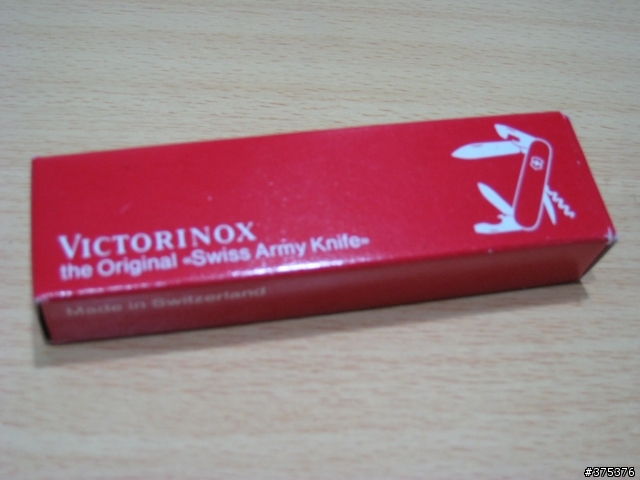 VICTORINOX
the Original «Swiss Army Knife»
Made in Switzerland
#375376